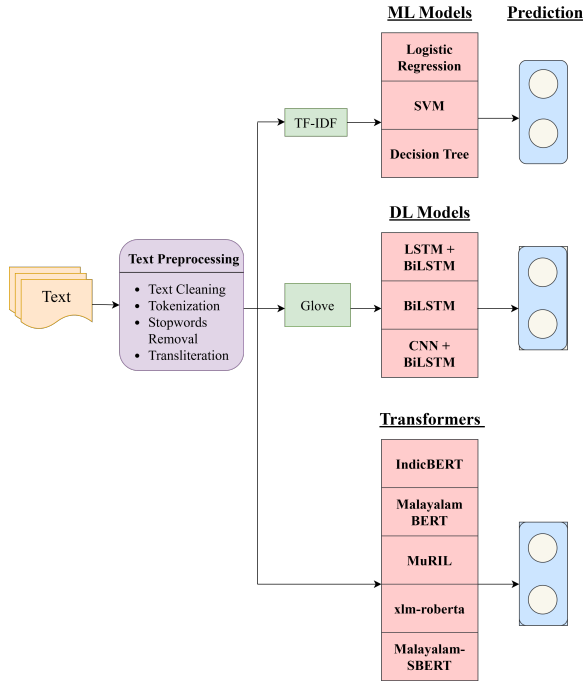 ML Models
Prediction
Logistic
Regression
SVM
Decision Tree
TF-IDF
DL Models
LSTM +
BiLSTM
BiLSTM
CNN +
BiLSTM
Glove
Text
Text Preprocessing
• Text Cleaning
• Tokenization
• Stopwords
Removal
• Transliteration
Transformers
IndicBERT
Malayalam
BERT
MuRIL
xlm-roberta
Malayalam-
SBERT